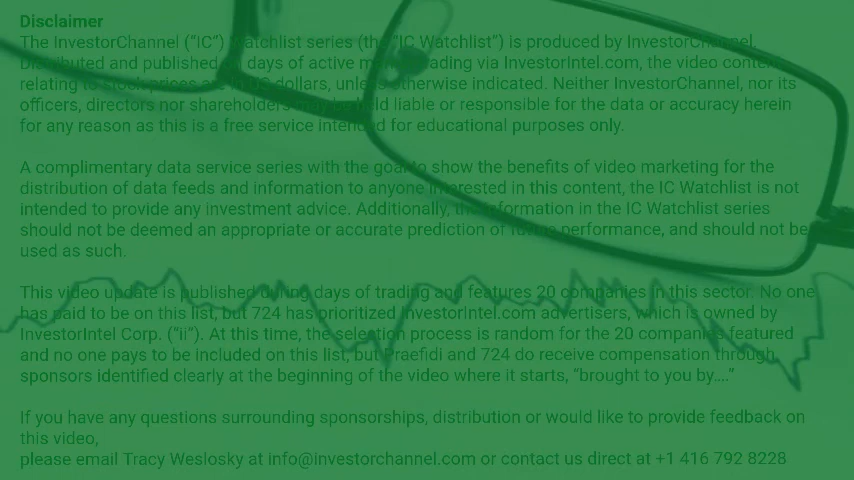 Disclaimer
The InvestorChannel (“IC”) Watchlist series (the “IC Watchlist”) is produced by InvestorChannel.
Distributed and published on days of active market trading via InvestorIntel.com, the video content
relating to stock prices are in US dollars, unless otherwise indicated. Neither InvestorChannel, nor its
officers, directors nor shareholders may be held liable or responsible for the data or accuracy herein
for any reason as this is a free service intended for educational purposes only.
A complimentary data service series with the goal to show the benefits of video marketing for the
distribution of data feeds and information to anyone interested in this content, the IC Watchlist is not
intended to provide any investment advice. Additionally, the information in the IC Watchlist series
should not be deemed an appropriate or accurate prediction of future performance, and should not be
used as such.
This video update is published during days of trading and features 20 companies in this sector. No one
has paid to be on this list, but 724 has prioritized InvestorIntel.com advertisers, which is owned by
InvestorIntel Corp. (“ii”). At this time, the selection process is random for the 20 companies featured
and no one pays to be included on this list, but Praefidi and 724 do receive compensation through
sponsors identified clearly at the beginning of the video where it starts, “brought to you by....”
If you have any questions surrounding sponsorships, distribution or would like to provide feedback on
this video,
please email Tracy Weslosky at info@investorchannel.com or contact us direct at +1 416 792 8228